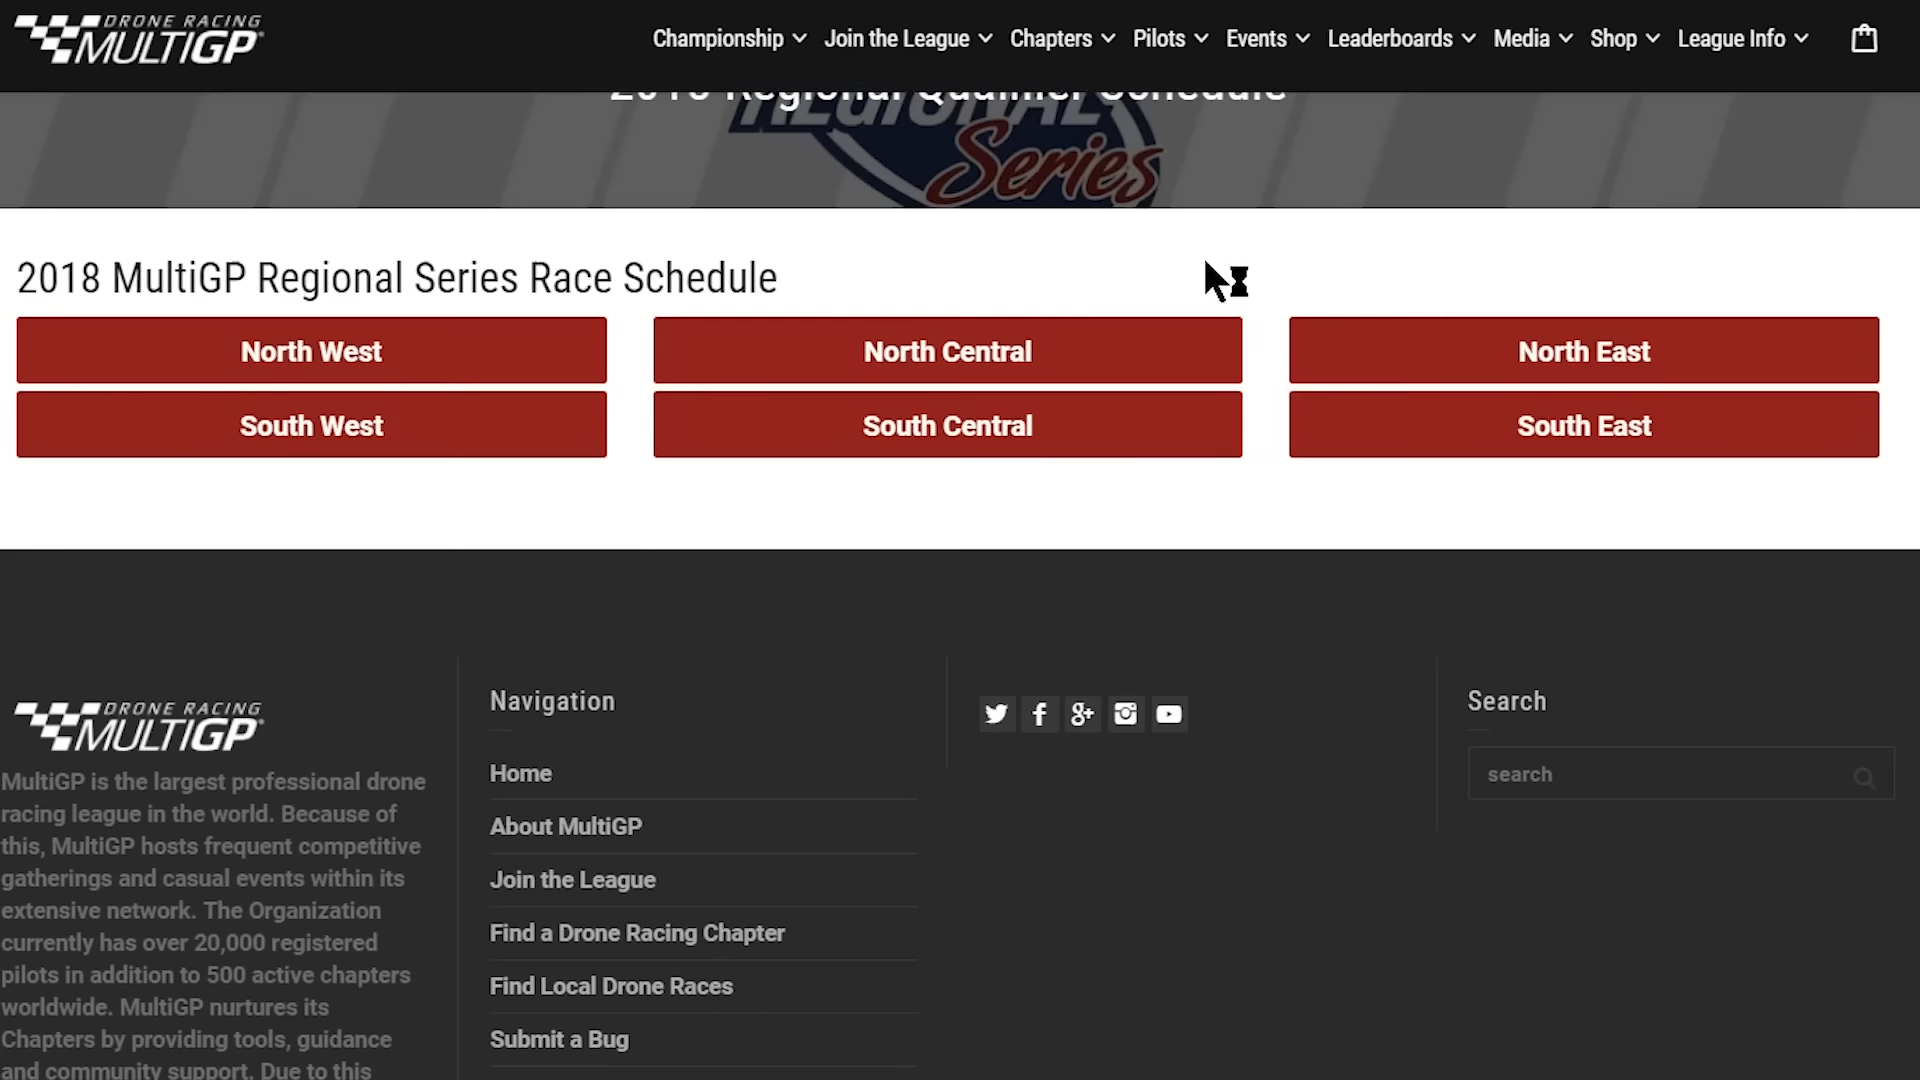 DRONE RACING
MULTIGP
Championship
Join the League
Chapters
Pilots
Events
Leaderboards
Media
Shop
League Info
2018 Regional Qualifier Schedule
REGIONAL
Series
2018 MultiGP Regional Series Race Schedule
North West
North Central
North East
South West
South Central
South East
DRONE RACING
MULTIGP
MultiGP is the largest professional drone
racing league in the world. Because of
this, MultiGP hosts frequent competitive
gatherings and casual events within its
extensive network. The Organization
currently has over 20,000 registered
pilots in addition to 500 active chapters
worldwide. MultiGP nurtures its
Chapters by providing tools, guidance
and community support. Due to this
Navigation
Home
About MultiGP
Join the League
Find a Drone Racing Chapter
Find Local Drone Races
Submit a Bug
Search
search